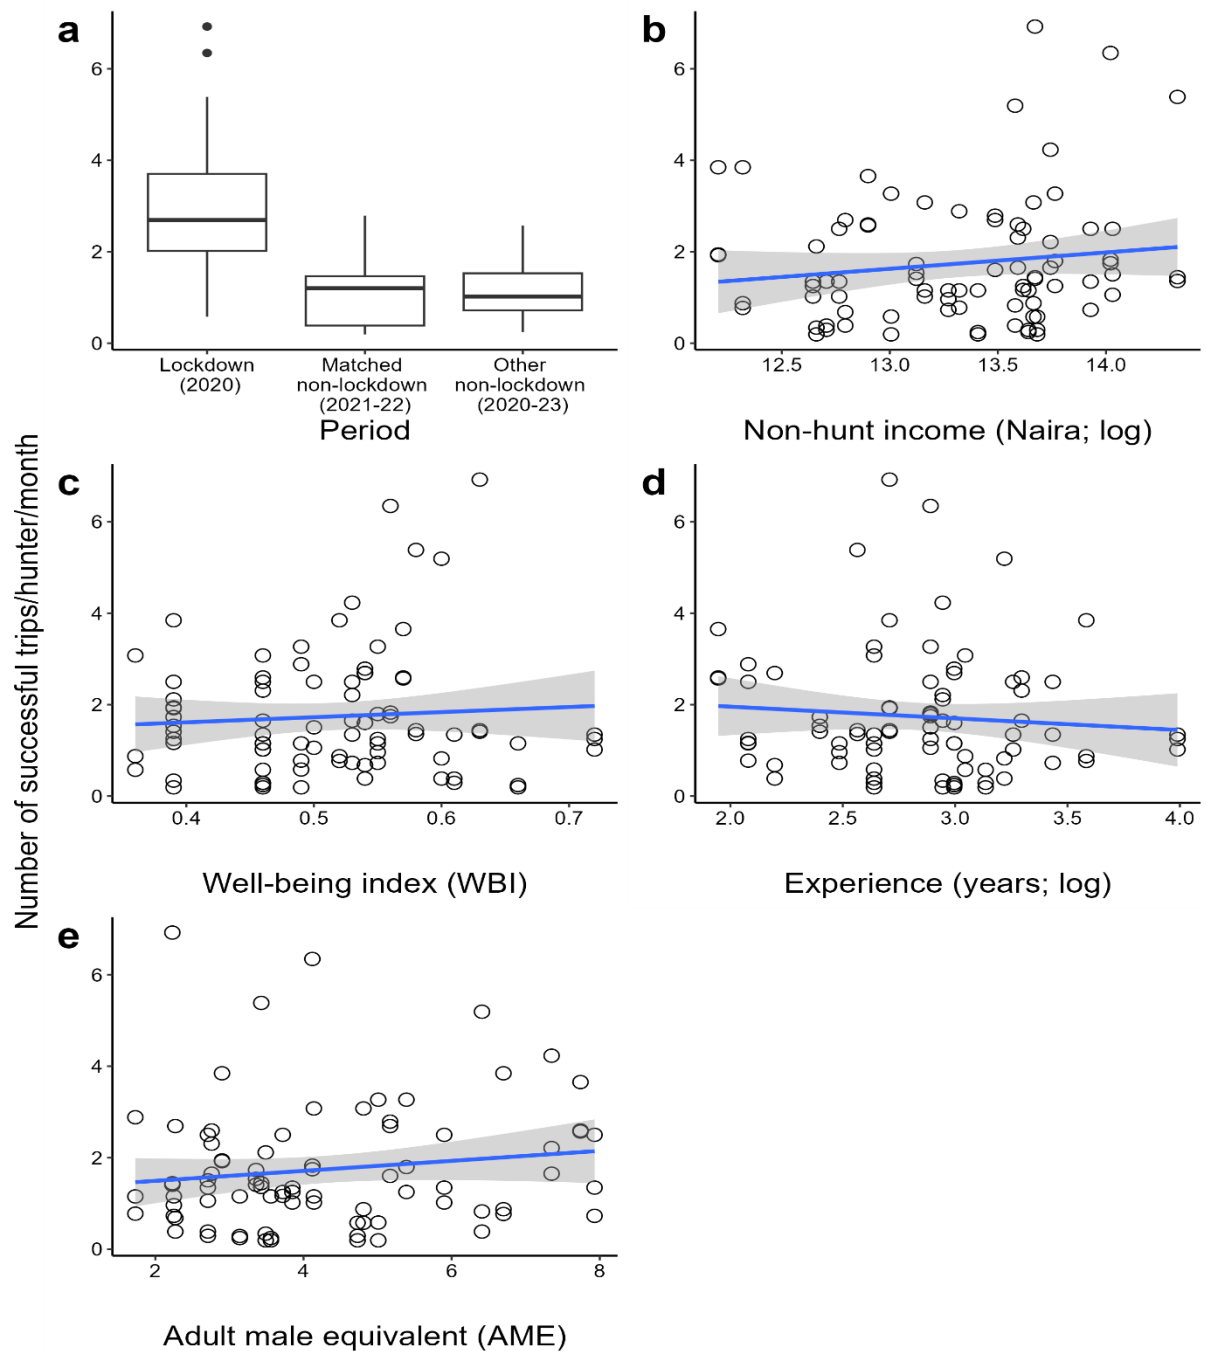 a
6
4
2
0
Lockdown
(2020)
Matched
non-lockdown
(2021-22)
Other
non-lockdown
(2020-23)
Period
b
6
4
2
0
12.5 13.0 13.5 14.0
Non-hunt income (Naira; log)
Number of successful trips/hunter/month
c
6
4
2
0
0.4 0.5 0.6 0.7
Well-being index (WBI)
d
6
4
2
0
2.0 2.5 3.0 3.5 4.0
Experience (years; log)
e
6
4
2
0
2 4 6 8
Adult male equivalent (AME)